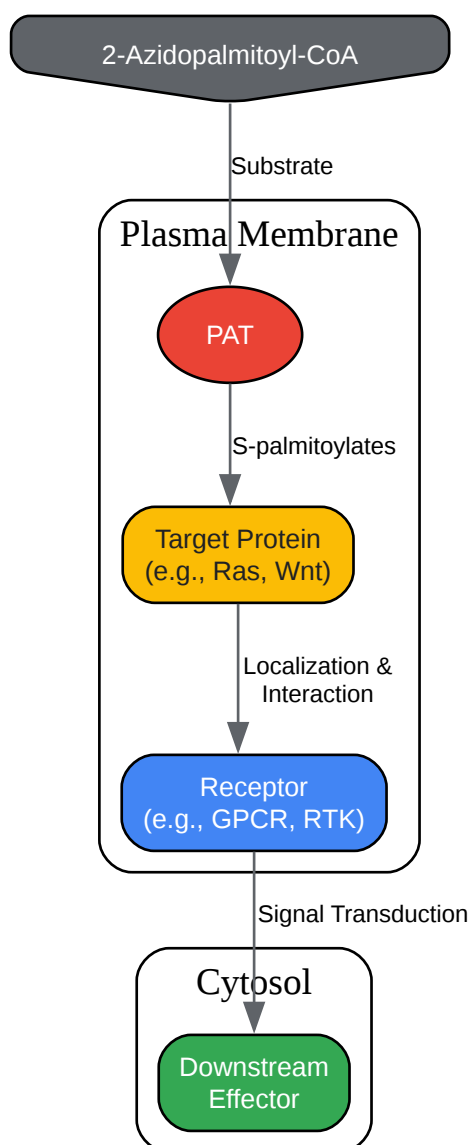 2-Azidopalmitoyl-CoA
Substrate
Plasma Membrane
PAT
S-palmitoylates
Target Protein
(e.g., Ras, Wnt)
Localization &
Interaction
Receptor
(e.g., GPCR, RTK)
Signal Transduction
Cytosol
Downstream
Effector